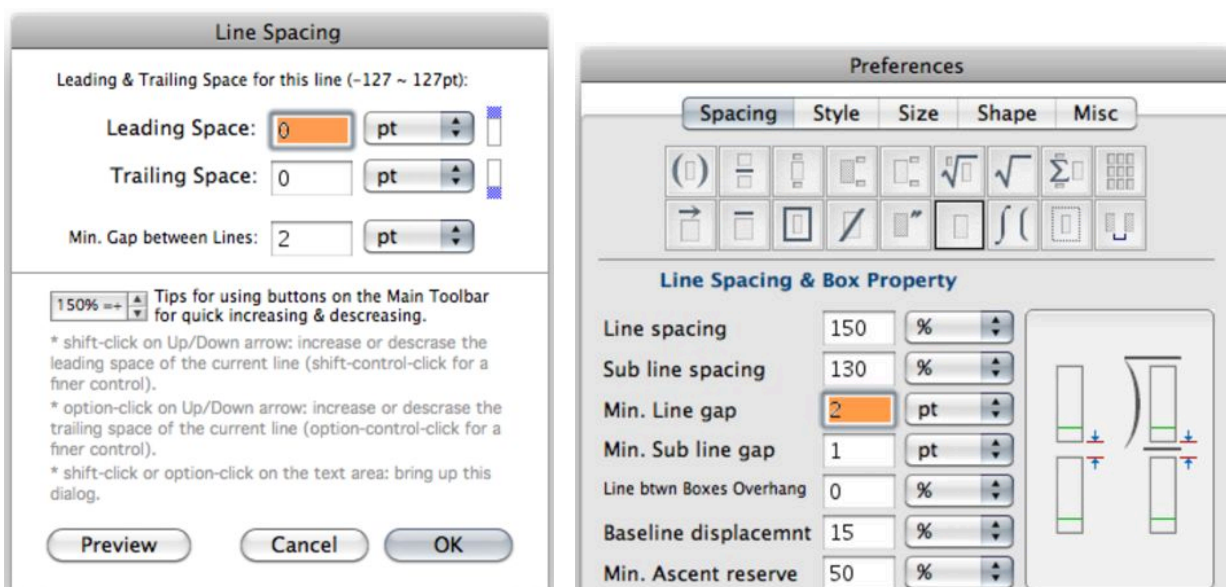 Line Spacing
Leading & Trailing Space for this line (-127 ~ 127pt):
Leading Space: 0 pt
Trailing Space: 0 pt
Min. Gap between Lines: 2 pt
150% =+ Tips for using buttons on the Main Toolbar
for quick increasing & descreasing.
* shift-click on Up/Down arrow: increase or descrase the
leading space of the current line (shift-control-click for a
finer control).
* option-click on Up/Down arrow: increase or descrase the
trailing space of the current line (option-control-click for a
finer control).
* shift-click or option-click on the text area: bring up this
dialog.
Preview Cancel OK
Preferences
Spacing Style Size Shape Misc
Line Spacing & Box Property
Line spacing 150 %
Sub line spacing 130 %
Min. Line gap 2 pt
Min. Sub line gap 1 pt
Line btwn Boxes Overhang 0 %
Baseline displacemnt 15 %
Min. Ascent reserve 50 %